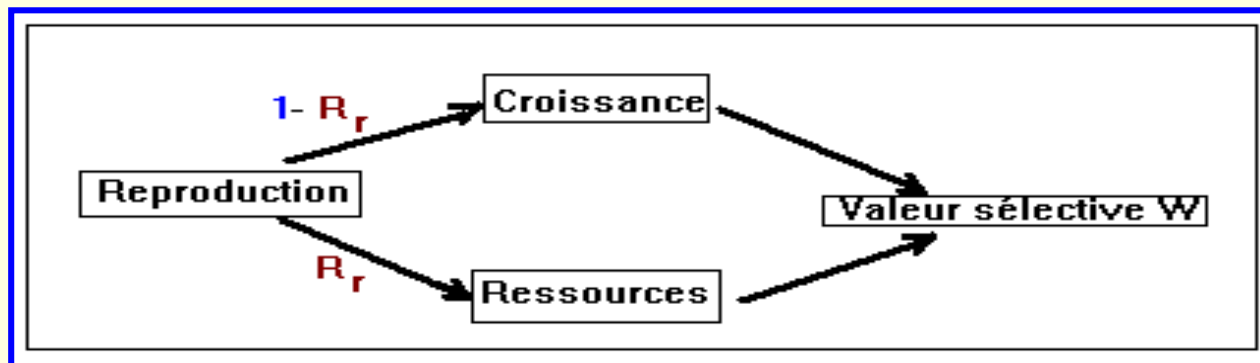 Croissance
1- Rr
Reproduction
Valeur sélective W
Rr
Ressources